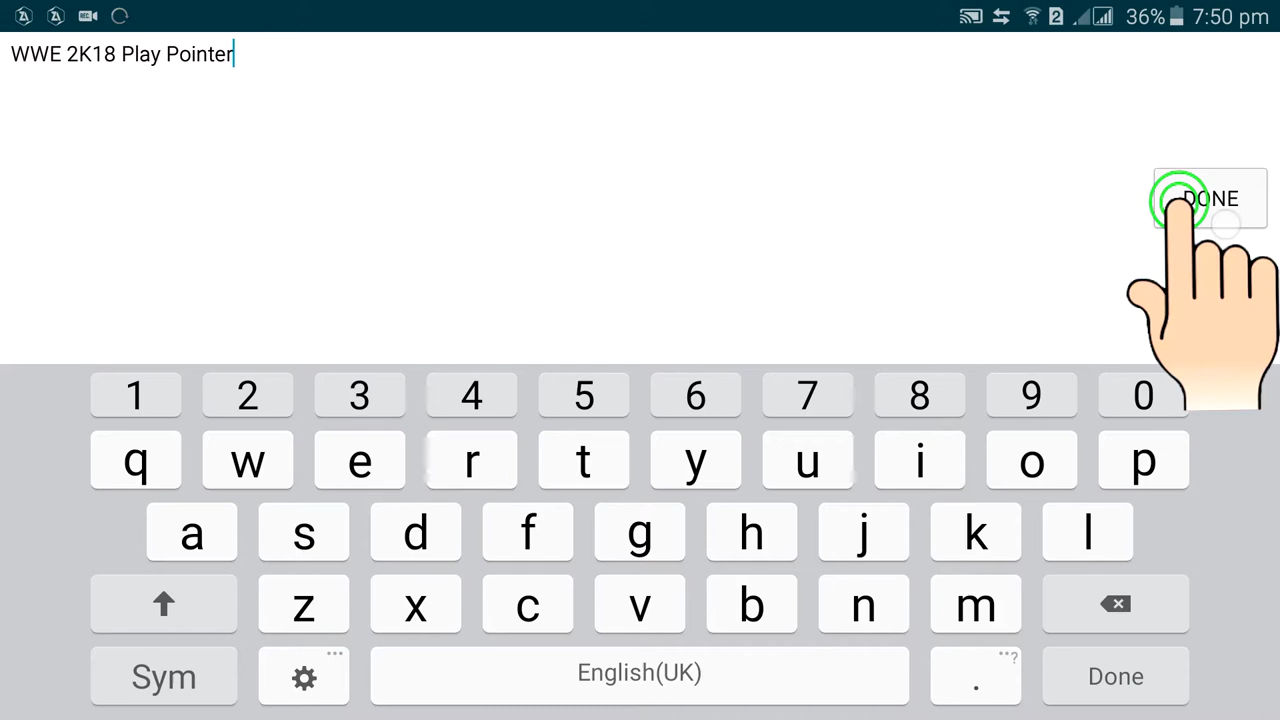 REC 2 36% 7:50 pm
WWE 2K18 Play Pointer
DONE
1 2 3 4 5 6 7 8 9 0
q w e r t y u i o p
a s d f g h j k l
z x c v b n m
Sym English(UK) ...? . Done